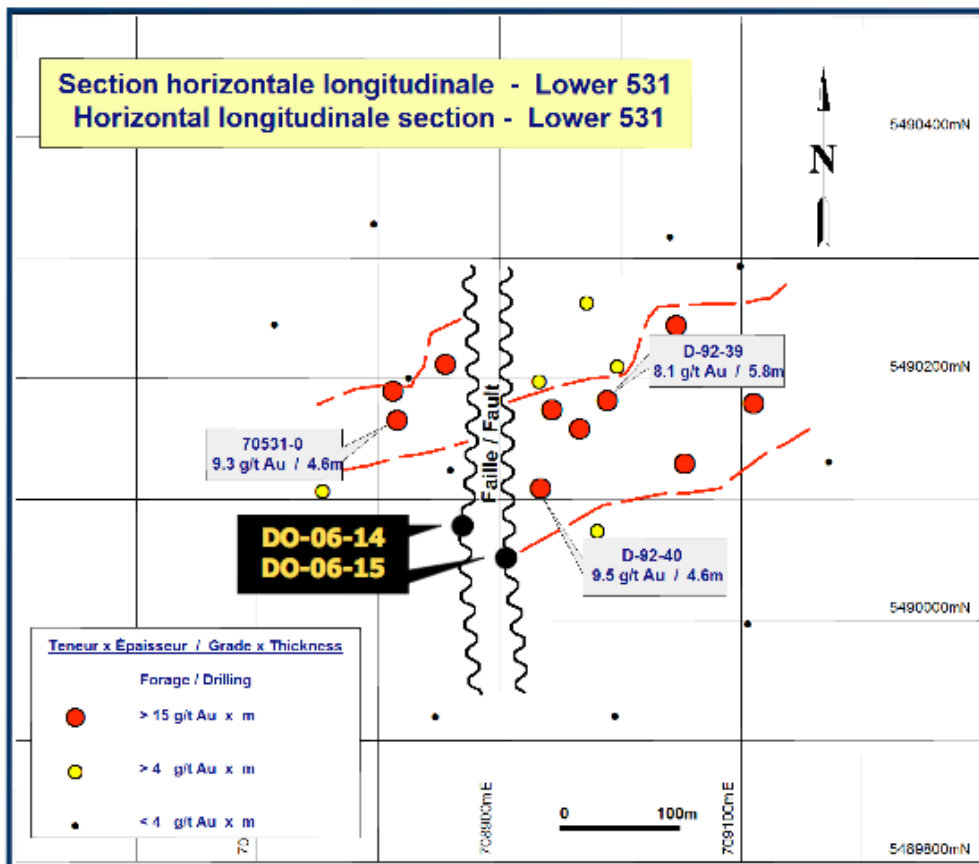 Section horizontale longitudinale - Lower 531
Horizontal longitudinale section - Lower 531
5490400mN
N
D-92-39
8.1 g/t Au / 5.8m
5490200mN
70531-0
9.3 g/t Au / 4.6m
Faille / Fault
DO-06-14
DO-06-15
D-92-40
9.5 g/t Au / 4.6m
5490000mN
Teneur x Épaisseur / Grade x Thickness
Forage / Drilling
> 15 g/t Au x m
> 4 g/t Au x m
< 4 g/t Au x m
708900mE
709100mE
0 100m
5489800mN